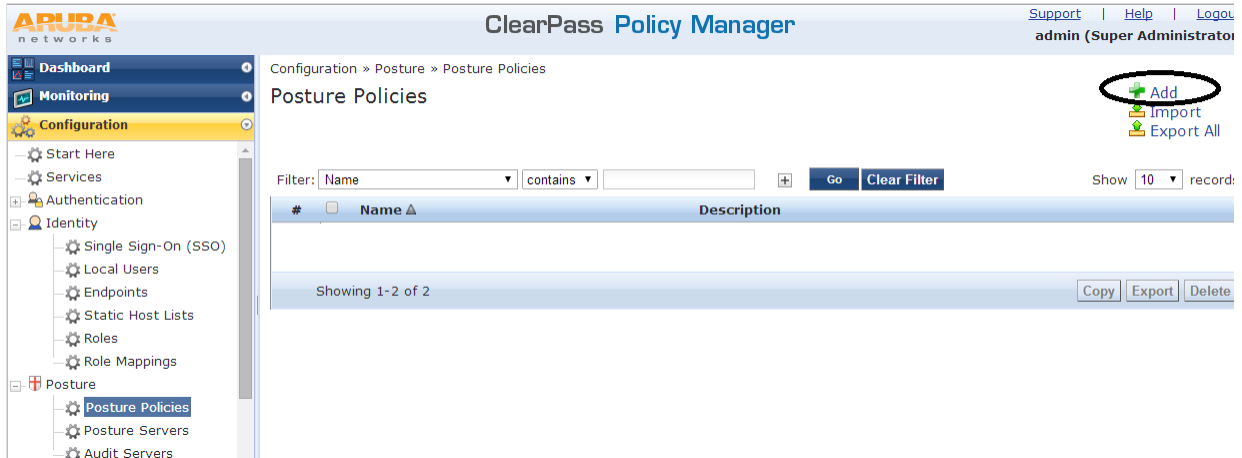 ARUBA
networks
ClearPass Policy Manager
Support | Help | Logou
admin (Super Administrator
Dashboard
Monitoring
Configuration
Start Here
Services
Authentication
Identity
Single Sign-On (SSO)
Local Users
Endpoints
Static Host Lists
Roles
Role Mappings
Posture
Posture Policies
Posture Servers
Audit Servers
Configuration » Posture » Posture Policies
Posture Policies
Add
Import
Export All
Filter: Name contains + Go Clear Filter Show 10 records
# Name Description
Showing 1-2 of 2 Copy Export Delete